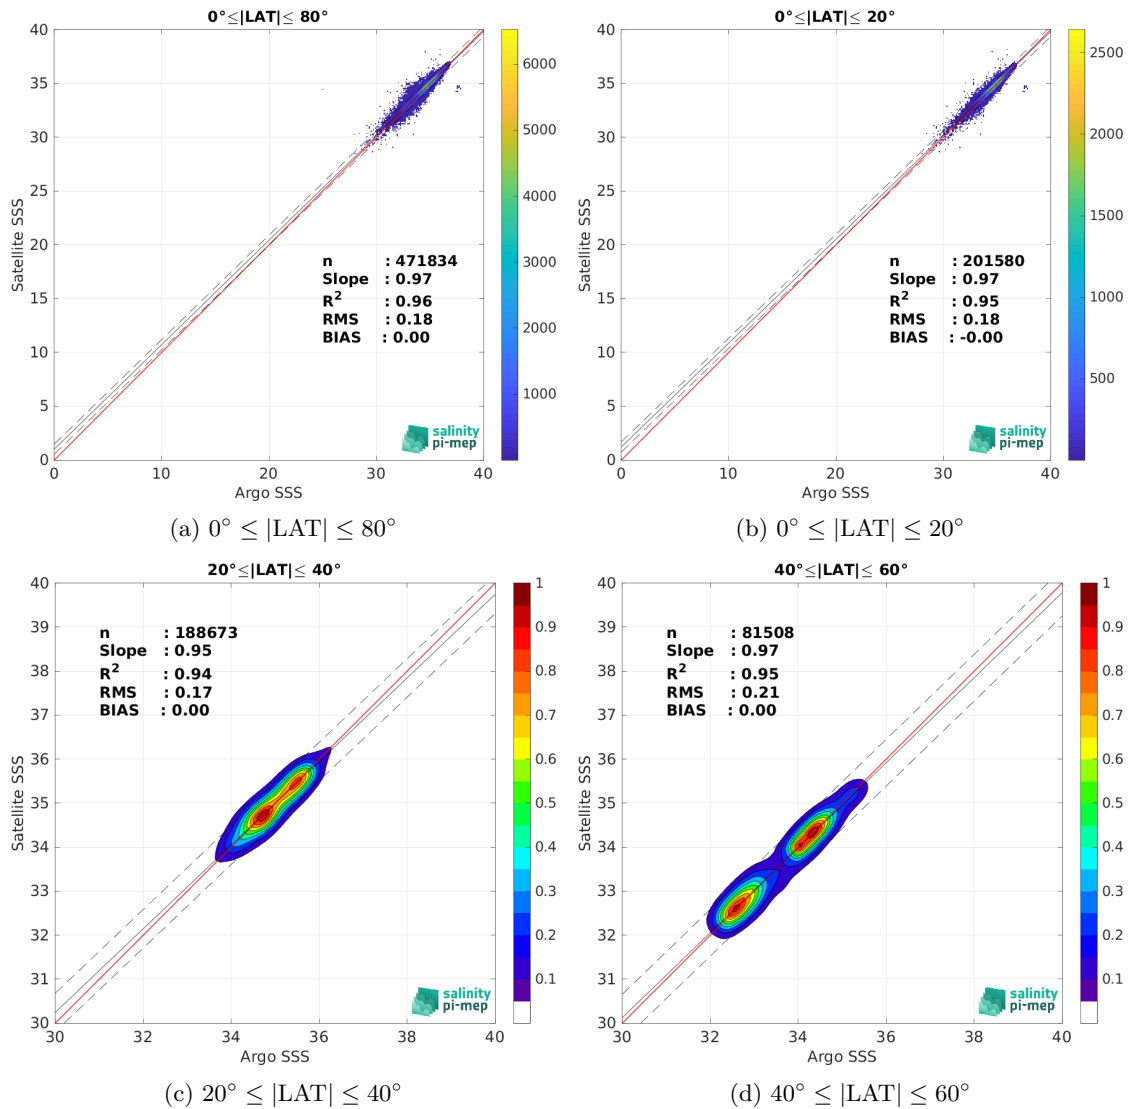 0°≤|LAT|≤ 80°
40
35
30
25
20
15
10
5
0
0
10
20
30
40
Satellite SSS
Argo SSS
n : 471834
Slope : 0.97
R² : 0.96
RMS : 0.18
BIAS : 0.00
salinity
pi-mep
6000
5000
4000
3000
2000
1000
(a) 0° ≤ |LAT| ≤ 80°
0°≤|LAT|≤ 20°
40
35
30
25
20
15
10
5
0
0
10
20
30
40
Satellite SSS
Argo SSS
n : 201580
Slope : 0.97
R² : 0.95
RMS : 0.18
BIAS : -0.00
salinity
pi-mep
2500
2000
1500
1000
500
(b) 0° ≤ |LAT| ≤ 20°
20°≤|LAT|≤ 40°
40
39
38
37
36
35
34
33
32
31
30
30
32
34
36
38
40
Satellite SSS
Argo SSS
n : 188673
Slope : 0.95
R² : 0.94
RMS : 0.17
BIAS : 0.00
salinity
pi-mep
1
0.9
0.8
0.7
0.6
0.5
0.4
0.3
0.2
0.1
(c) 20° ≤ |LAT| ≤ 40°
40°≤|LAT|≤ 60°
40
39
38
37
36
35
34
33
32
31
30
30
32
34
36
38
40
Satellite SSS
Argo SSS
n : 81508
Slope : 0.97
R² : 0.95
RMS : 0.21
BIAS : 0.00
salinity
pi-mep
1
0.9
0.8
0.7
0.6
0.5
0.4
0.3
0.2
0.1
(d) 40° ≤ |LAT| ≤ 60°